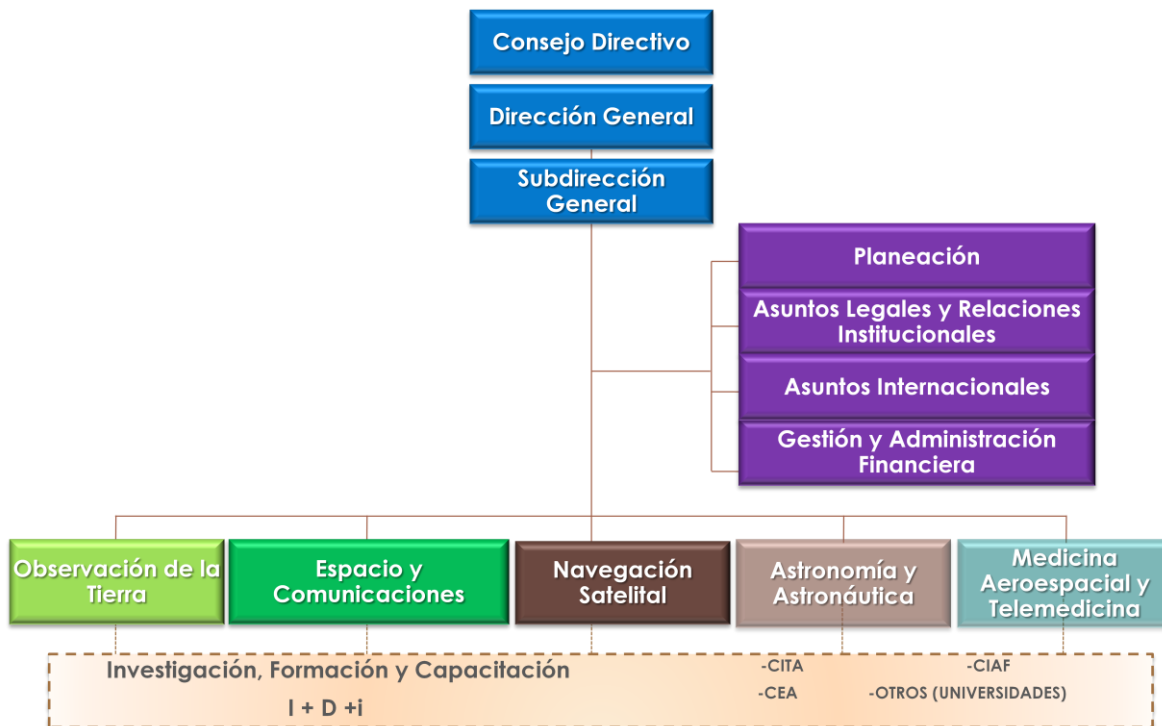 Consejo Directivo
Dirección General
Subdirección
General
Planeación
Asuntos Legales y Relaciones
Institucionales
Asuntos Internacionales
Gestión y Administración
Financiera
Observación de la
Tierra
Espacio y
Comunicaciones
Navegación
Satelital
Astronomía y
Astronáutica
Medicina
Aeroespacial y
Telemedicina
Investigación, Formación y Capacitación
I + D +i
-CITA
-CIAF
-CEA
-OTROS (UNIVERSIDADES)